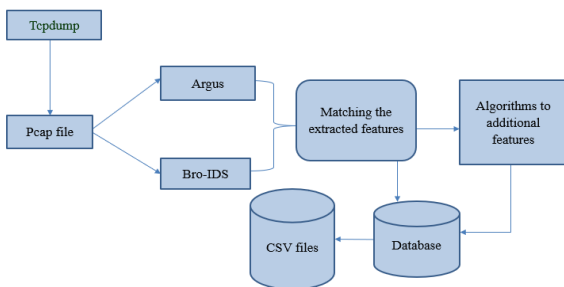 Tcpdump
Pcap file
Argus
Bro-IDS
Matching the
extracted features
Algorithms to
additional
features
CSV files
Database